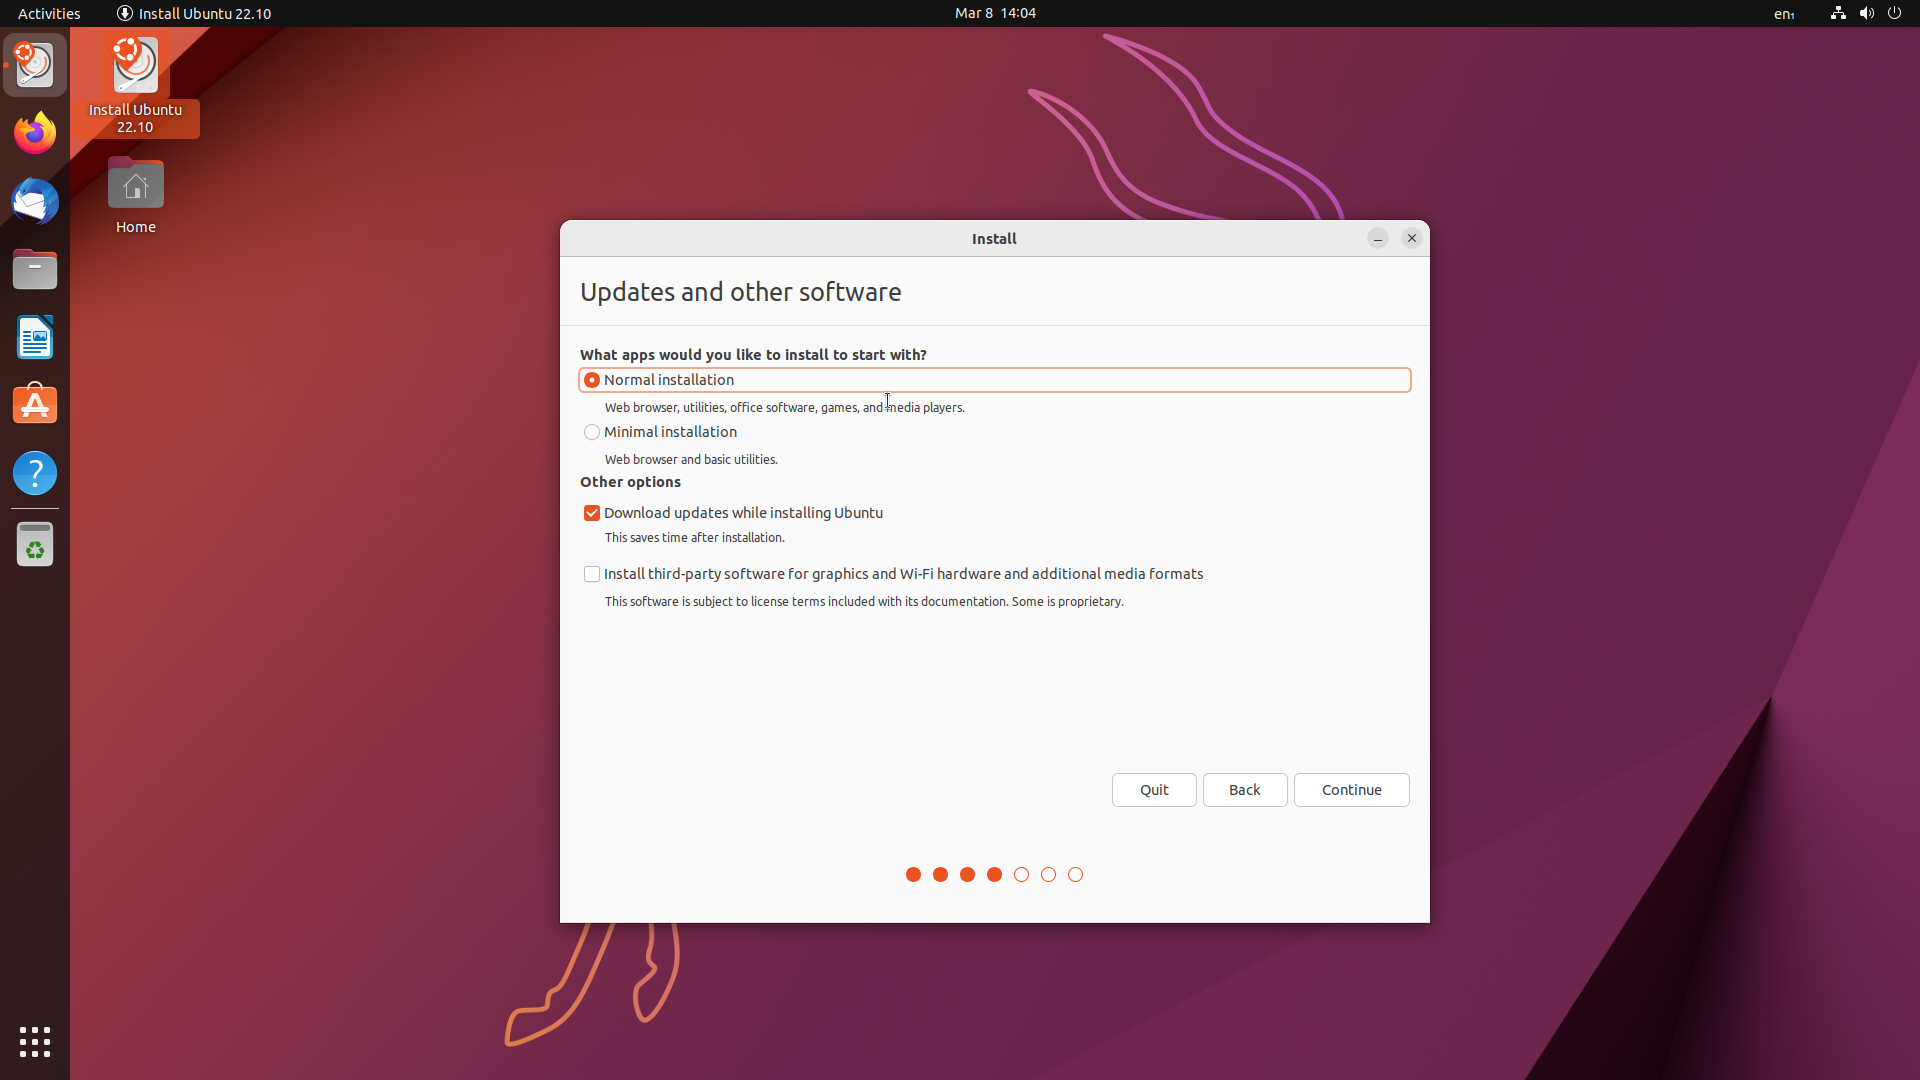 Activities
Install Ubuntu 22.10
Mar 8 14:04
en₁
Install Ubuntu
22.10
Home
Install
Updates and other software
What apps would you like to install to start with?
Normal installation
Web browser, utilities, office software, games, and media players.
Minimal installation
Web browser and basic utilities.
Other options
Download updates while installing Ubuntu
This saves time after installation.
Install third-party software for graphics and Wi-Fi hardware and additional media formats
This software is subject to license terms included with its documentation. Some is proprietary.
Quit
Back
Continue